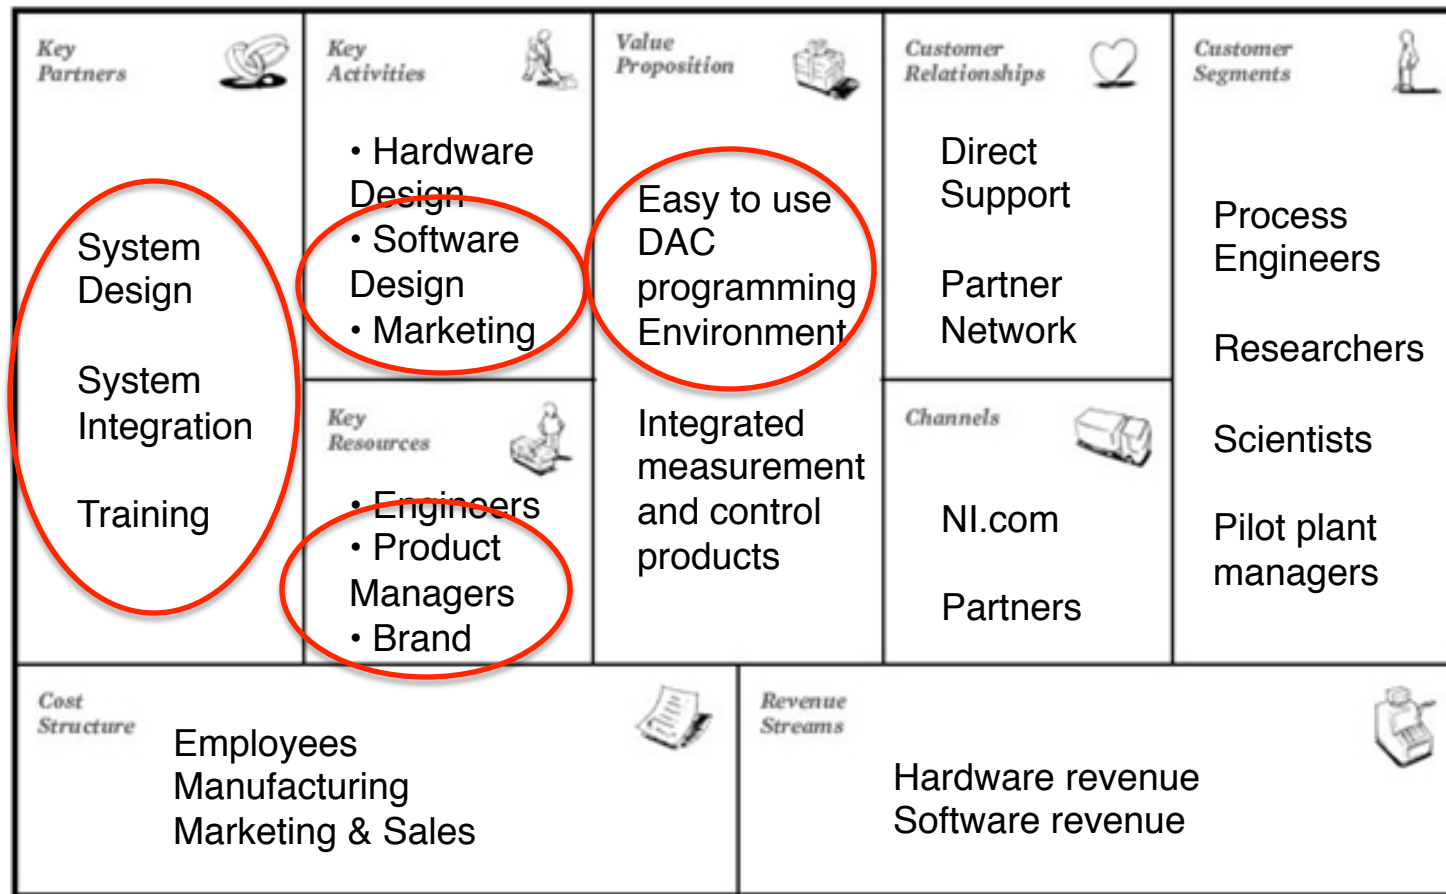 Key
Partners
System
Design
System
Integration
Training
Key
Activities
• Hardware
Design
• Software
Design
• Marketing
Key
Resources
• Engineers
• Product
Managers
• Brand
Value
Proposition
Easy to use
DAC
programming
Environment
Integrated
measurement
and control
products
Customer
Relationships
Direct
Support
Partner
Network
Channels
NI.com
Partners
Customer
Segments
Process
Engineers
Researchers
Scientists
Pilot plant
managers
Cost
Structure
Employees
Manufacturing
Marketing & Sales
Revenue
Streams
Hardware revenue
Software revenue